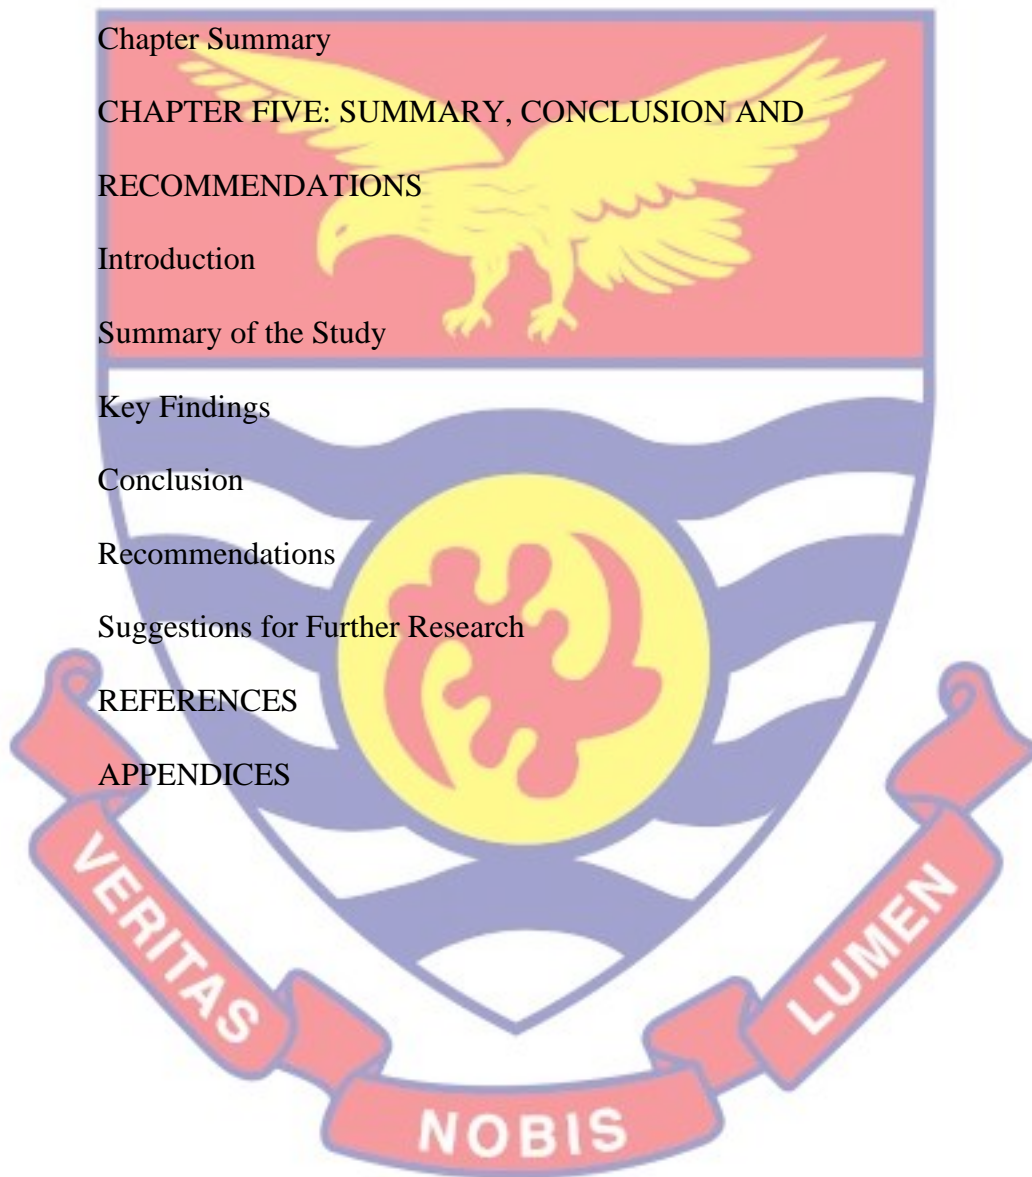 Chapter Summary
CHAPTER FIVE: SUMMARY, CONCLUSION AND
RECOMMENDATIONS
Introduction
Summary of the Study
Key Findings
Conclusion
Recommendations
Suggestions for Further Research
REFERENCES
APPENDICES
VERITAS
NOBIS
LUMEN